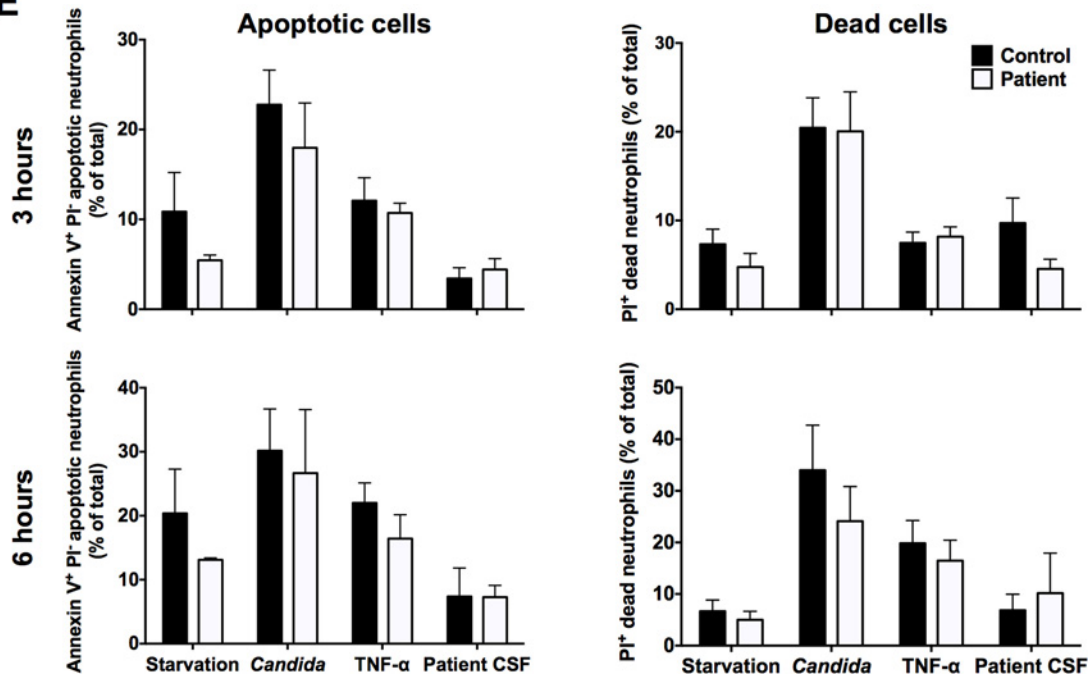 E
Apoptotic cells
Dead cells
Control
Patient
3 hours
Annexin V⁺ PI⁻ apoptotic neutrophils
(% of total)
30
20
10
0
PI⁺ dead neutrophils (% of total)
30
20
10
0
6 hours
Annexin V⁺ PI⁻ apoptotic neutrophils
(% of total)
40
30
20
10
0
Starvation Candida TNF-α Patient CSF
PI⁺ dead neutrophils (% of total)
50
40
30
20
10
0
Starvation Candida TNF-α Patient CSF